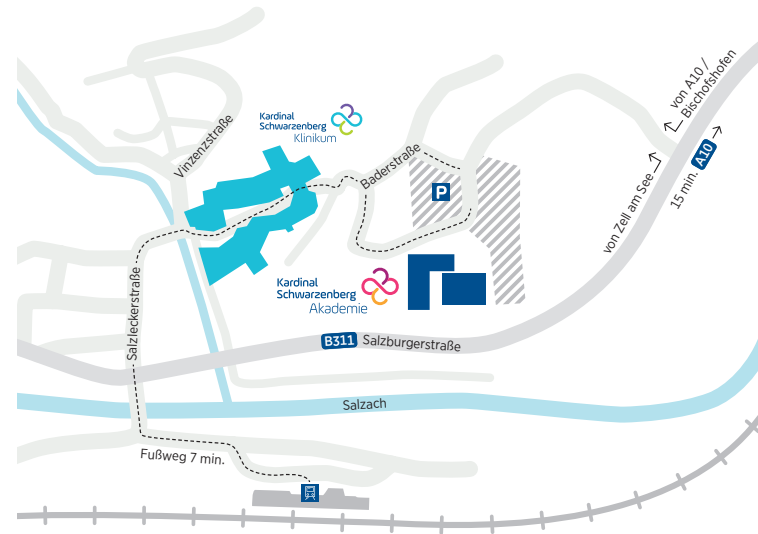 Kardinal
Schwarzenberg
Klinikum
Vinzenzstraße
Baderstraße
P
von A10 /
Bischofshofen
von Zell am See
15 min. A10
Kardinal
Schwarzenberg
Akademie
Salzleckerstraße
B311 Salzburgerstraße
Salzach
Fußweg 7 min.